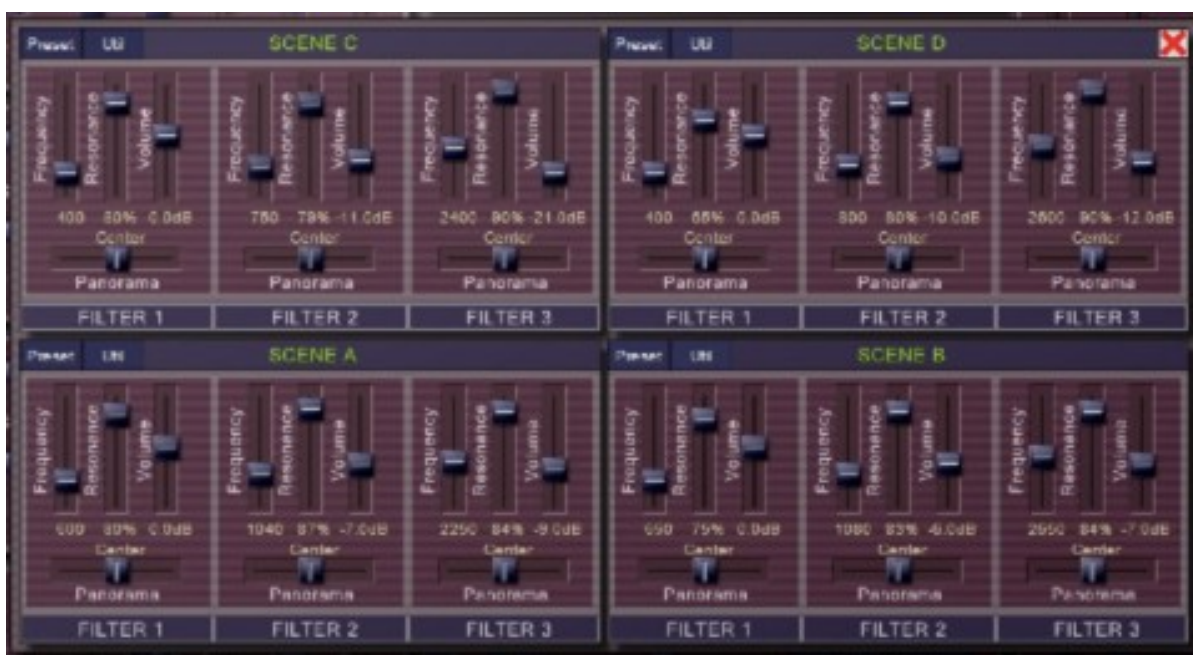 Preset Util SCENE C
Frequency Resonance Volume Frequency Resonance Volume Frequency Resonance Volume
400 80% 0.0dB 750 79% -11.0dB 2400 90% -21.0dB
Center Center Center
Panorama Panorama Panorama
FILTER 1 FILTER 2 FILTER 3
Preset Util SCENE D
Frequency Resonance Volume Frequency Resonance Volume Frequency Resonance Volume
400 65% 0.0dB 800 80% -10.0dB 2600 90% -12.0dB
Center Center Center
Panorama Panorama Panorama
FILTER 1 FILTER 2 FILTER 3
Preset Util SCENE A
Frequency Resonance Volume Frequency Resonance Volume Frequency Resonance Volume
600 80% 0.0dB 1040 87% -7.0dB 2250 84% -9.0dB
Center Center Center
Panorama Panorama Panorama
FILTER 1 FILTER 2 FILTER 3
Preset Util SCENE B
Frequency Resonance Volume Frequency Resonance Volume Frequency Resonance Volume
75% 0.0dB 1080 83% -6.0dB 84% -7.0dB
Center Center Center
Panorama Panorama Panorama
FILTER 1 FILTER 2 FILTER 3